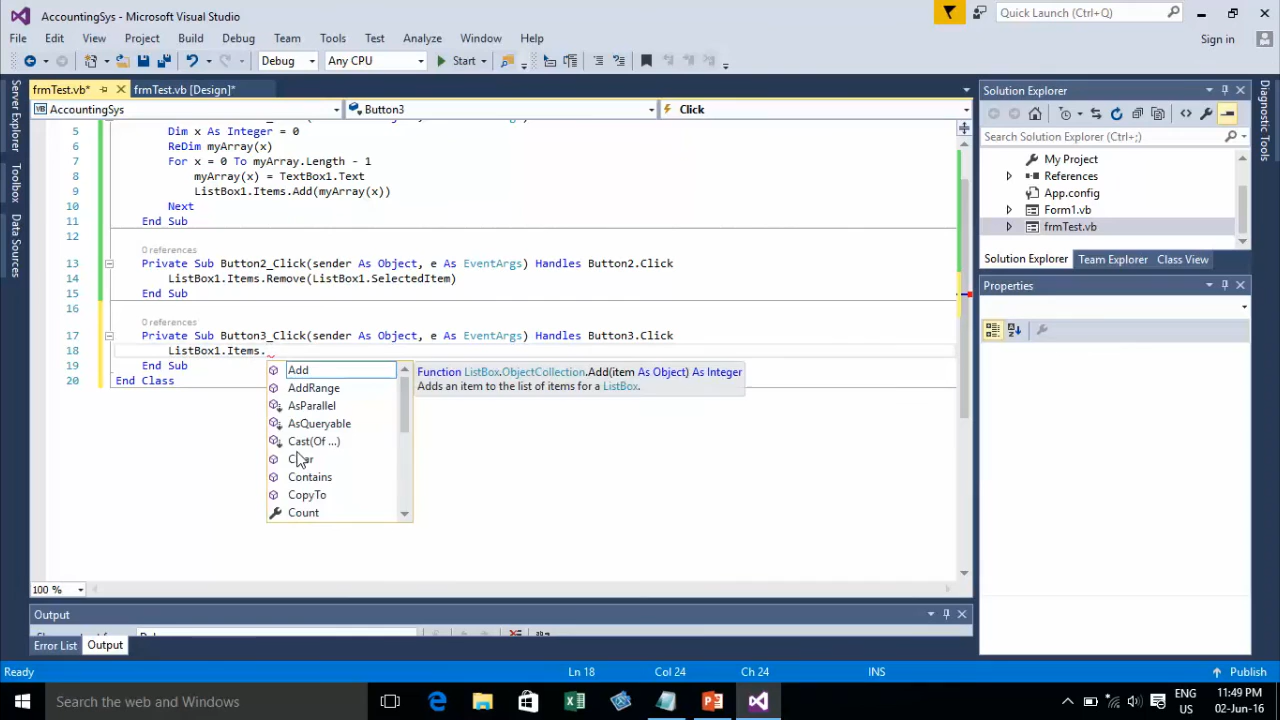 AccountingSys - Microsoft Visual Studio
Quick Launch (Ctrl+Q)
File Edit View Project Build Debug Team Tools Test Analyze Window Help
Sign in
Debug Any CPU Start
frmTest.vb* frmTest.vb [Design]*
AccountingSys Button3 Click
Server Explorer
Toolbox
Data Sources
5 Dim x As Integer = 0
6 ReDim myArray(x)
7 For x = 0 To myArray.Length - 1
8 myArray(x) = TextBox1.Text
9 ListBox1.Items.Add(myArray(x))
10 Next
11 End Sub
12
0 references
13 Private Sub Button2_Click(sender As Object, e As EventArgs) Handles Button2.Click
14 ListBox1.Items.Remove(ListBox1.SelectedItem)
15 End Sub
16
0 references
17 Private Sub Button3_Click(sender As Object, e As EventArgs) Handles Button3.Click
18 ListBox1.Items.
19 End Sub
20 End Class
Add
AddRange
AsParallel
AsQueryable
Cast(Of ...)
Contains
CopyTo
Count
Function ListBox.ObjectCollection.Add(item As Object) As Integer
Adds an item to the list of items for a ListBox.
100 %
Output
Error List Output
Solution Explorer
Search Solution Explorer (Ctrl+;)
My Project
References
App.config
Form1.vb
frmTest.vb
Solution Explorer Team Explorer Class View
Properties
Diagnostic Tools
Ready Ln 18 Col 24 Ch 24 INS Publish
Search the web and Windows
ENG
US
11:49 PM
02-Jun-16